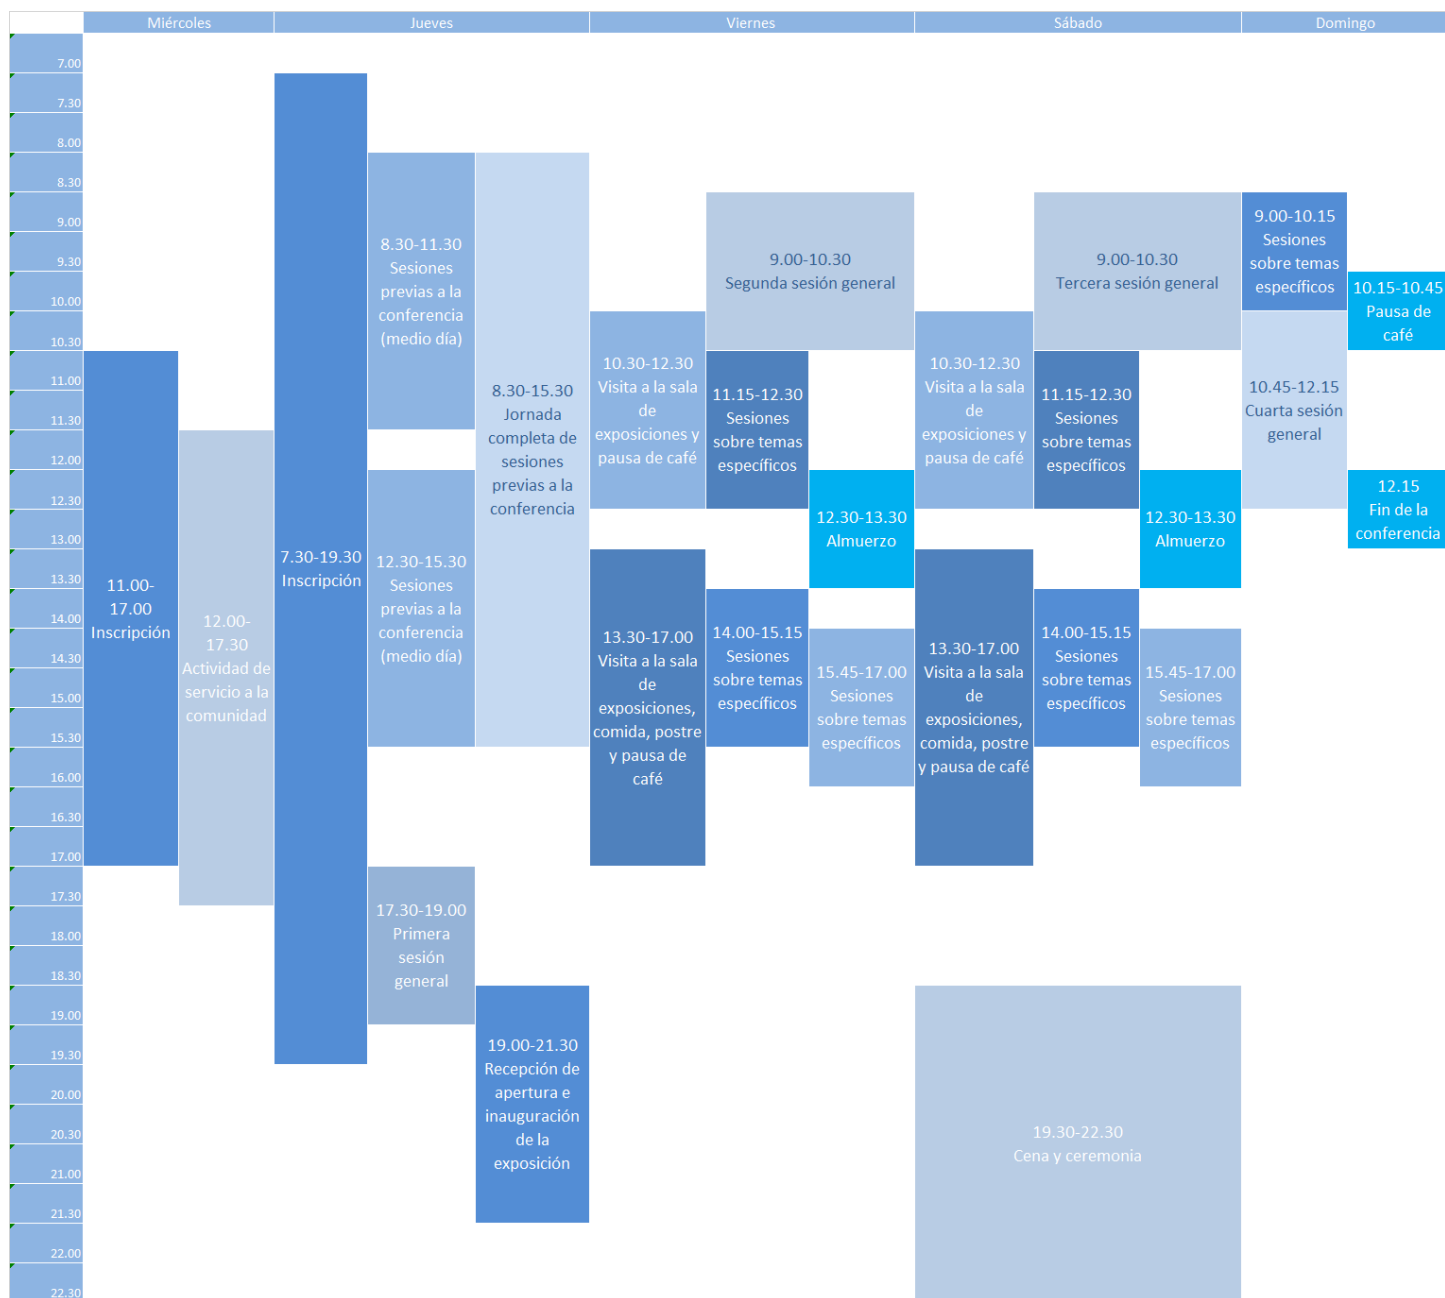 Miércoles
Jueves
Viernes
Sábado
Domingo
7.00
7.30
8.00
8.30
9.00
9.30
10.00
10.30
11.00
11.30
12.00
12.30
13.00
13.30
14.00
14.30
15.00
15.30
16.00
16.30
17.00
17.30
18.00
18.30
19.00
19.30
20.00
20.30
21.00
21.30
22.00
22.30
11.00-
17.00
Inscripción
12.00-
17.30
Actividad de
servicio a la
comunidad
7.30-19.30
Inscripción
8.30-11.30
Sesiones
previas a la
conferencia
(medio día)
12.30-15.30
Sesiones
previas a la
conferencia
(medio día)
17.30-19.00
Primera
sesión
general
8.30-15.30
Jornada
completa de
sesiones
previas a la
conferencia
19.00-21.30
Recepción de
apertura e
inauguración
de la
exposición
9.00-10.30
Segunda sesión general
10.30-12.30
Visita a la sala
de
exposiciones y
pausa de café
11.15-12.30
Sesiones
sobre temas
específicos
12.30-13.30
Almuerzo
13.30-17.00
Visita a la sala
de
exposiciones,
comida, postre
y pausa de
café
14.00-15.15
Sesiones
sobre temas
específicos
15.45-17.00
Sesiones
sobre temas
específicos
9.00-10.30
Tercera sesión general
10.30-12.30
Visita a la sala
de
exposiciones y
pausa de café
11.15-12.30
Sesiones
sobre temas
específicos
12.30-13.30
Almuerzo
13.30-17.00
Visita a la sala
de
exposiciones,
comida, postre
y pausa de café
14.00-15.15
Sesiones
sobre temas
específicos
15.45-17.00
Sesiones
sobre temas
específicos
19.30-22.30
Cena y ceremonia
9.00-10.15
Sesiones
sobre temas
específicos
10.15-10.45
Pausa de
café
10.45-12.15
Cuarta sesión
general
12.15
Fin de la
conferencia